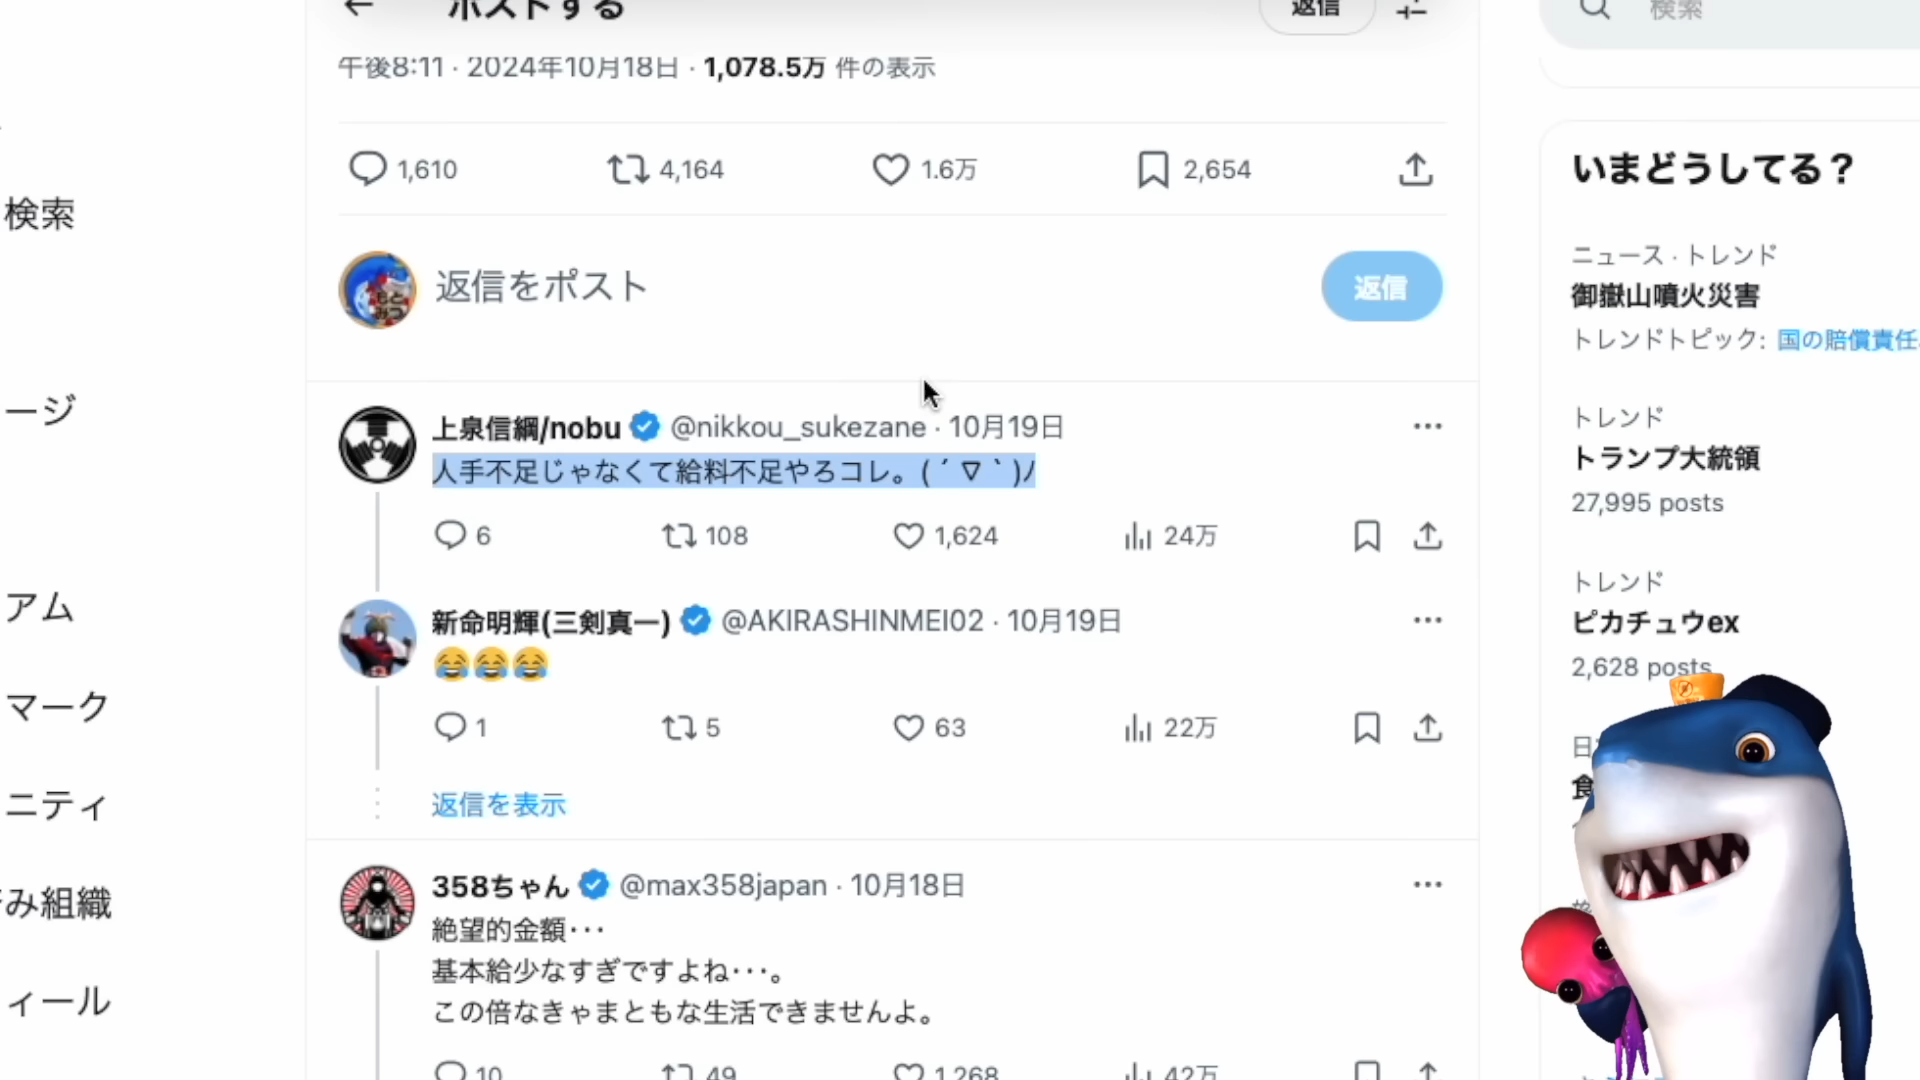 ポストする
返信
検索
午後8:11 · 2024年10月18日 · 1,078.5万 件の表示
1,610 4,164 1.6万 2,654
返信をポスト
返信
上泉信綱/nobu @nikkou_sukezane · 10月19日
人手不足じゃなくて給料不足やろコレ。( ´ ▽ ` )ﾉ
6 108 1,624 24万
新命明輝(三剣真一) @AKIRASHINMEI02 · 10月19日
😂😂😂
1 5 63 22万
返信を表示
358ちゃん @max358japan · 10月18日
絶望的金額･･･
基本給少なすぎですよね･･･。
この倍なきゃまともな生活できませんよ。
10 49 1,268 42万
検索
ージ
アム
マーク
ニティ
み組織
ィール
いまどうしてる？
ニュース · トレンド
御嶽山噴火災害
トレンドトピック: 国の賠償責任
トレンド
トランプ大統領
27,995 posts
トレンド
ピカチュウex
2,628 posts
日
食
もと
みつ